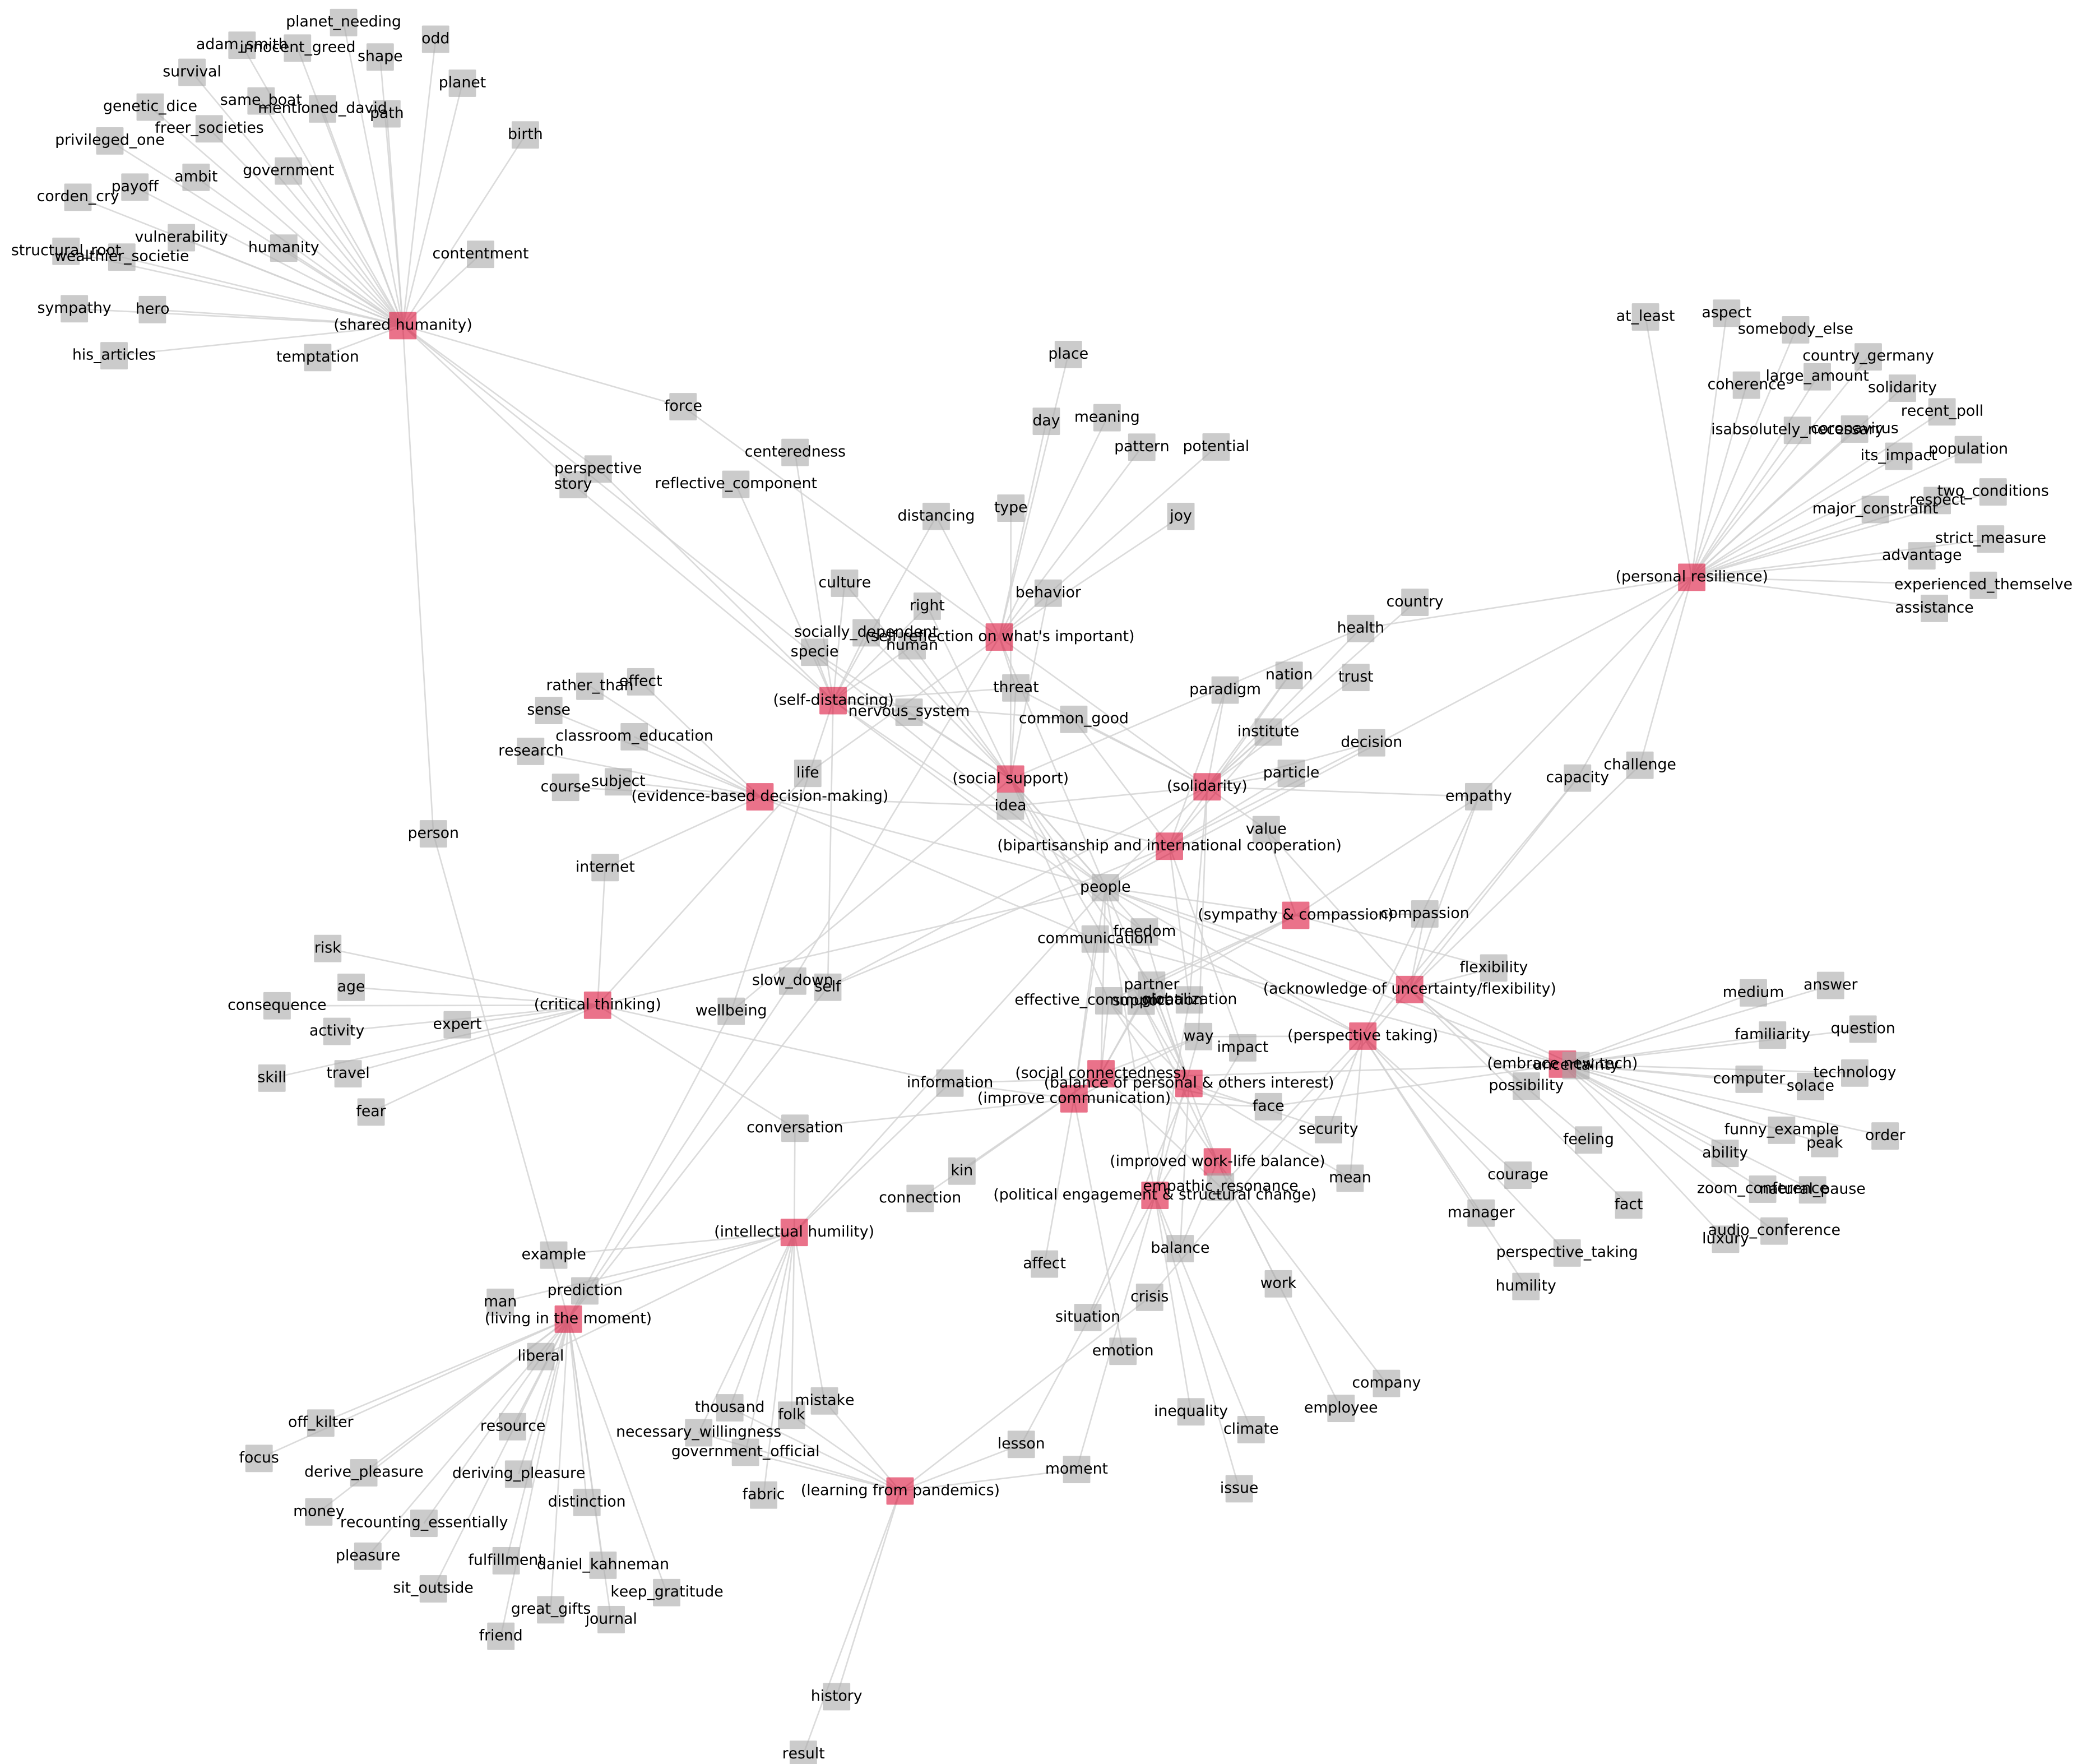 planet_needing
odd
adam_smith
innocent_greed
shape
survival
planet
same_boat
genetic_dice
mentioned_david
path
freer_societies
birth
privileged_one
government
ambit
payoff
corden_cry
vulnerability
humanity
structural_root
wealthier_societie
contentment
sympathy
hero
(shared humanity)
his_articles
temptation
at_least
aspect
somebody_else
country_germany
large_amount
coherence
solidarity
recent_poll
isabsolutely_necessary
coronavirus
its_impact
population
two_conditions
respect
major_constraint
strict_measure
advantage
(personal resilience)
experienced_themselve
assistance
place
force
day
meaning
centeredness
pattern
potential
perspective
story
reflective_component
distancing
type
joy
culture
behavior
right
country
health
socially_dependent
(self-reflection on what's important)
human
specie
nation
trust
rather_than
effect
threat
paradigm
(self-distancing)
sense
nervous_system
common_good
classroom_education
institute
decision
research
life
(social support)
particle
challenge
capacity
course
subject
(evidence-based decision-making)
idea
(solidarity)
empathy
person
value
(bipartisanship and international cooperation)
internet
people
(sympathy & compassion)
compassion
risk
communication
freedom
flexibility
age
slow_down
self
partner
(acknowledge of uncertainty/flexibility)
medium
answer
consequence
(critical thinking)
wellbeing
effective_communication
support
globalization
activity
expert
way
(perspective taking)
familiarity
question
impact
skill
travel
information
(social connectedness)
(balance of personal & others interest)
(embrace new tech)
uncertainty
computer
technology
possibility
solace
(improve communication)
fear
face
conversation
security
feeling
funny_example
order
peak
ability
kin
(improved work-life balance)
mean
courage
connection
empathic_resonance
(political engagement & structural change)
zoom_conference
natural_pause
fact
manager
(intellectual humility)
audio_conference
luxury
example
balance
perspective_taking
affect
prediction
work
humility
man
crisis
(living in the moment)
situation
liberal
emotion
company
mistake
thousand
folk
inequality
employee
off_kilter
resource
necessary_willingness
climate
lesson
government_official
focus
derive_pleasure
deriving_pleasure
moment
(learning from pandemics)
issue
fabric
distinction
money
recounting_essentially
pleasure
fulfillment
daniel_kahneman
sit_outside
keep_gratitude
great_gifts
journal
friend
history
result